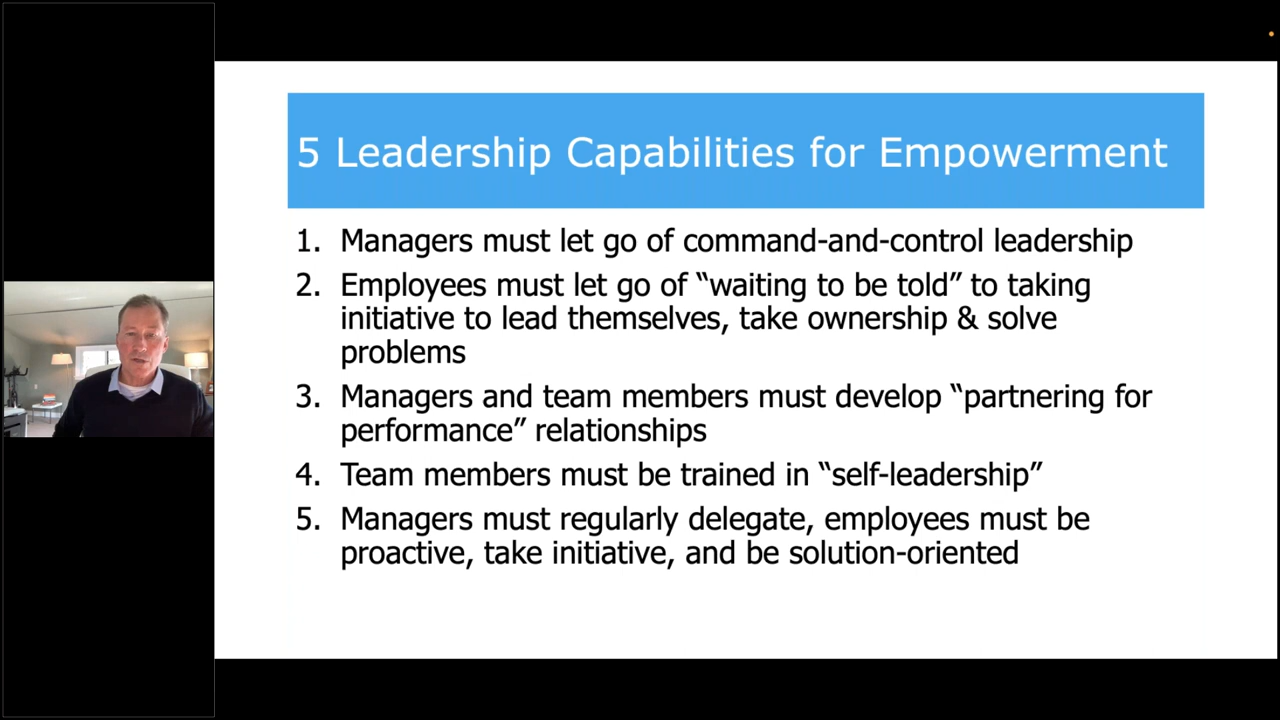 5 Leadership Capabilities for Empowerment
1. Managers must let go of command-and-control leadership
2. Employees must let go of “waiting to be told” to taking
initiative to lead themselves, take ownership & solve
problems
3. Managers and team members must develop “partnering for
performance” relationships
4. Team members must be trained in “self-leadership”
5. Managers must regularly delegate, employees must be
proactive, take initiative, and be solution-oriented